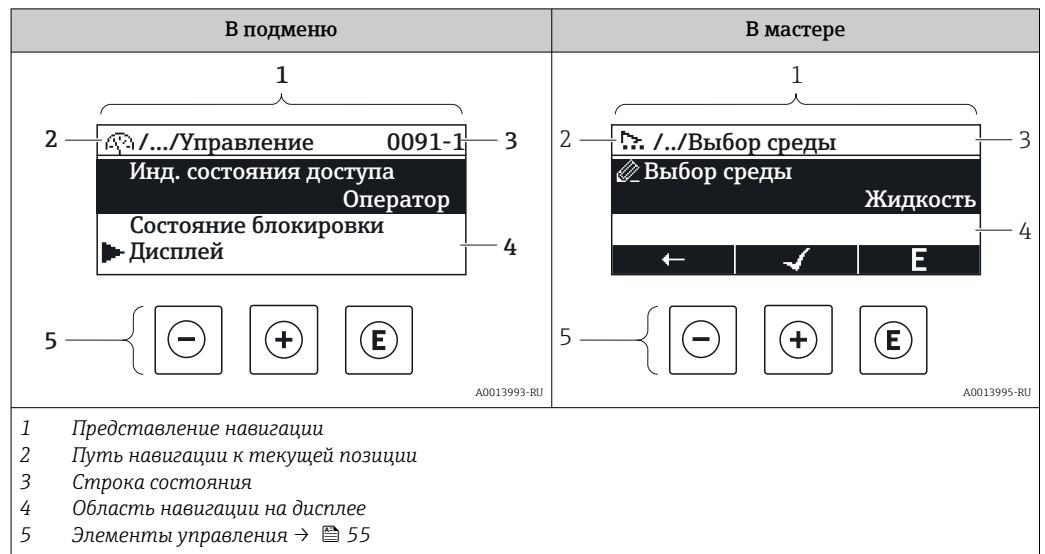 В подменю
В мастере
1
2
/.../Управление 0091-1
3
Инд. состояния доступа
Оператор
Состояние блокировки
Дисплей
4
5
- + E
A0013993-RU
1
2
/../Выбор среды
3
Выбор среды
Жидкость
4
← ✓ E
5
- + E
A0013995-RU
1 Представление навигации
2 Путь навигации к текущей позиции
3 Строка состояния
4 Область навигации на дисплее
5 Элементы управления → 55